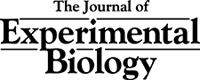 The Journal of
Experimental
Biology